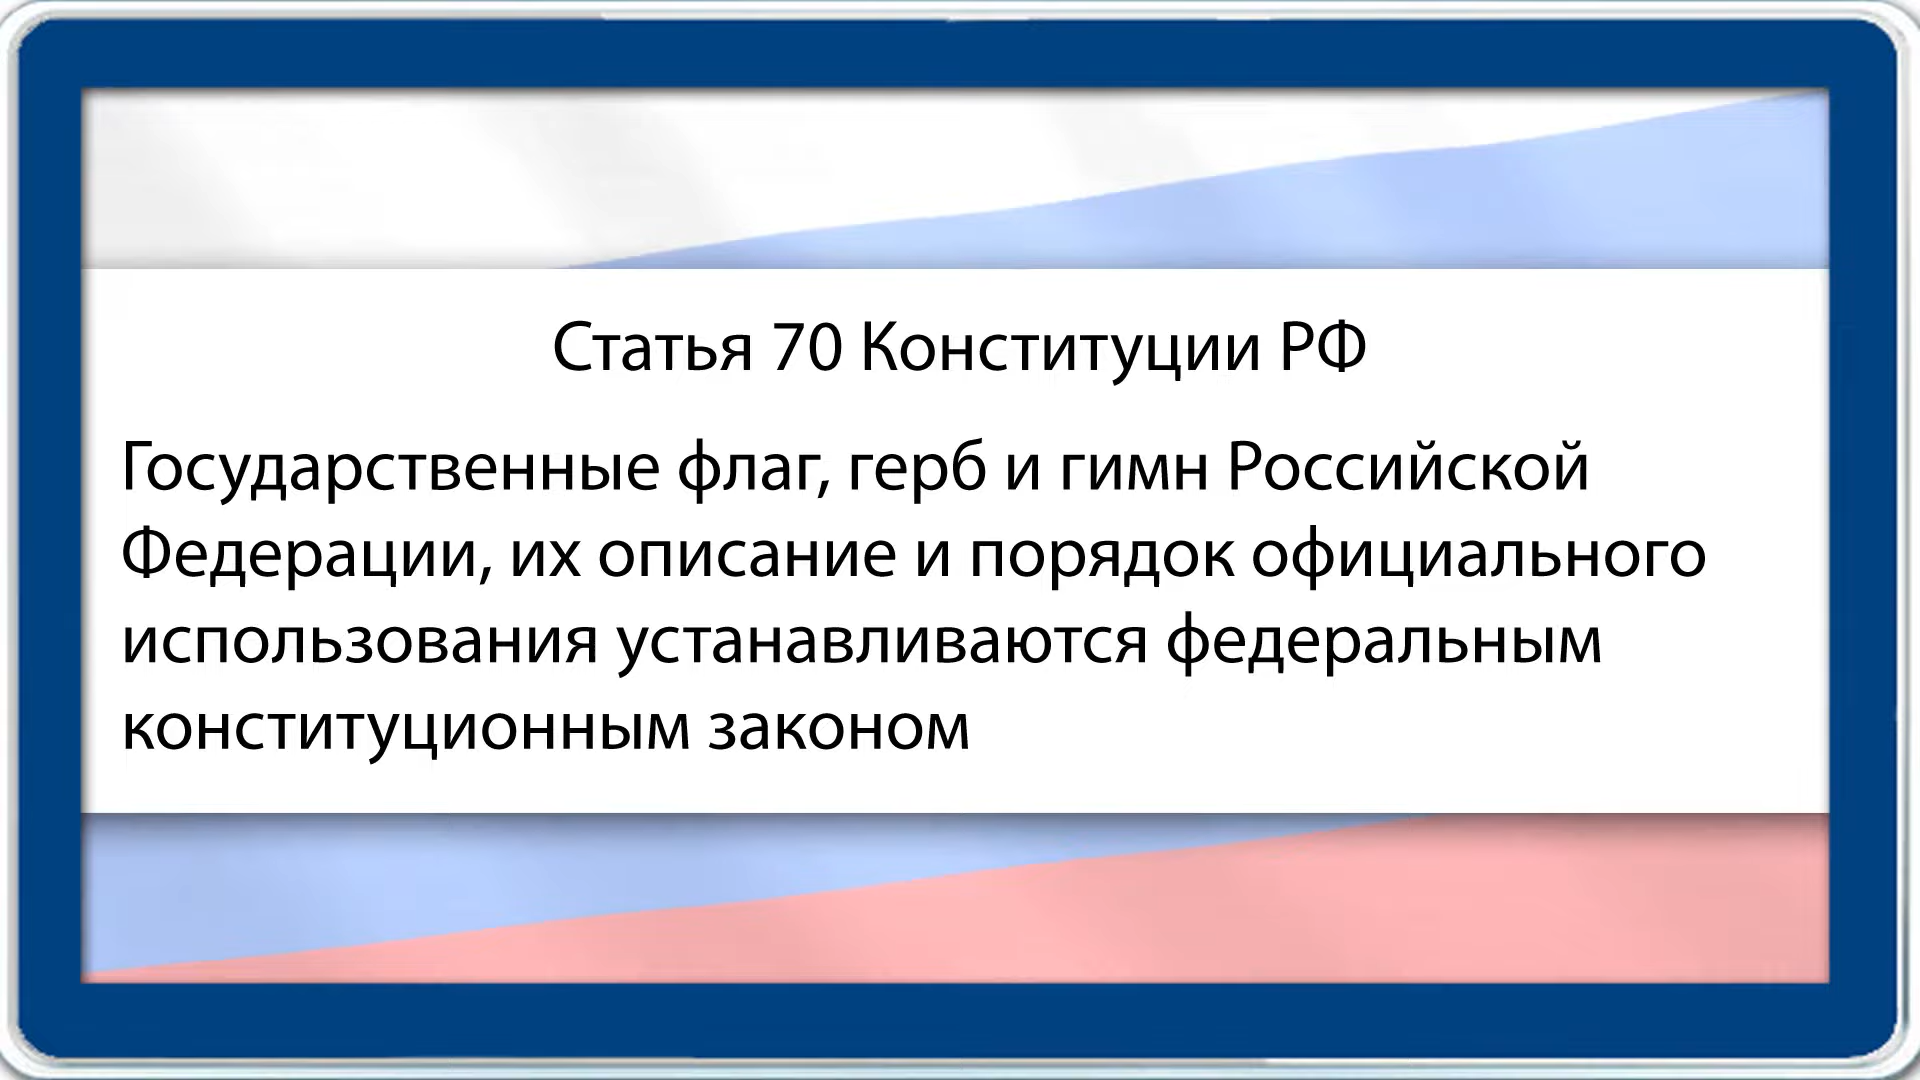 Статья 70 Конституции РФ
Государственные флаг, герб и гимн Российской
Федерации, их описание и порядок официального
использования устанавливаются федеральным
конституционным законом